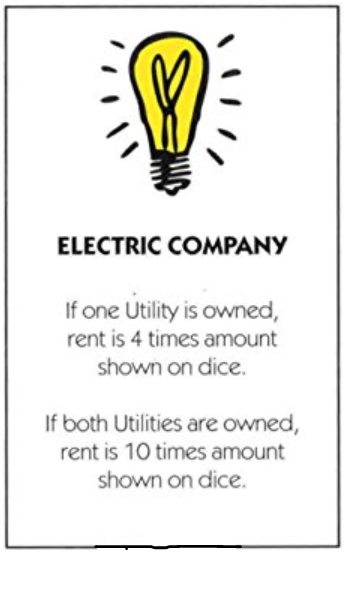 ELECTRIC COMPANY
If one Utility is owned,
rent is 4 times amount
shown on dice.
If both Utilities are owned,
rent is 10 times amount
shown on dice.